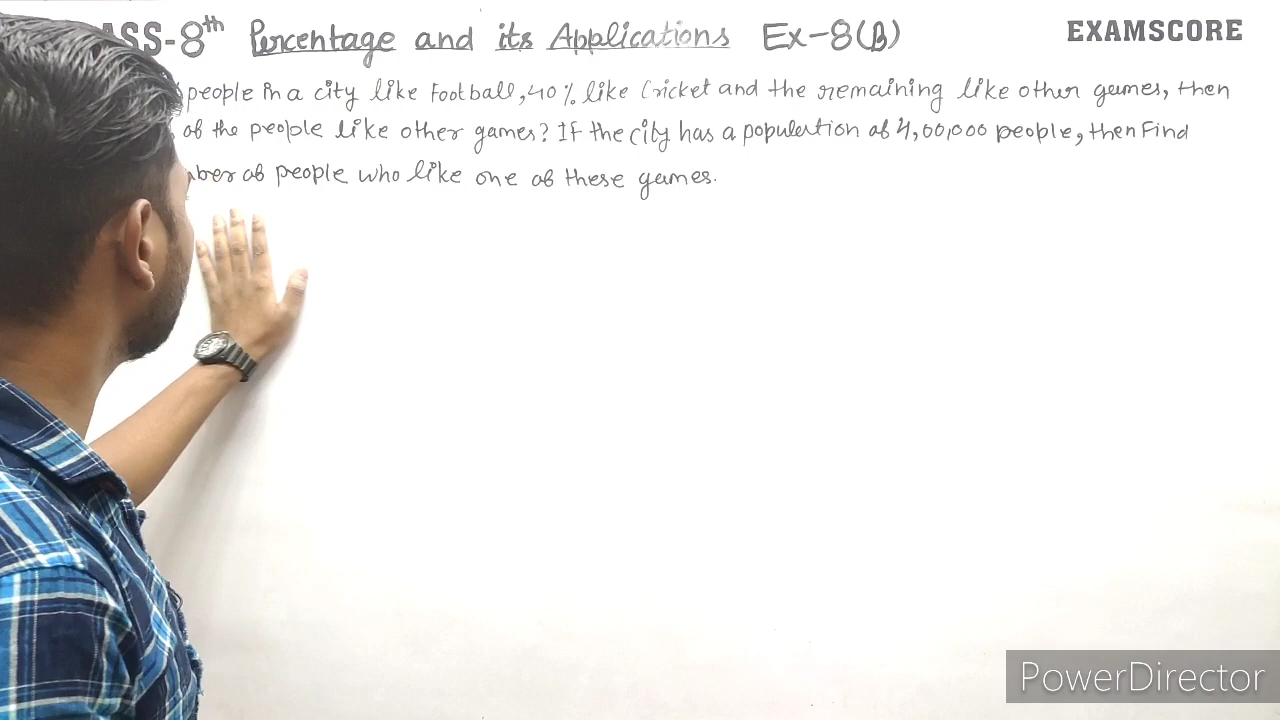 ASS-8th Percentage and its Applications Ex-8(B)
EXAMSCORE
people in a city like Football, 40% like Cricket and the remaining like other games, then
of the people like other games? If the city has a population of 4,00,000 people, then Find
ber of people who like one of these games.
PowerDirector